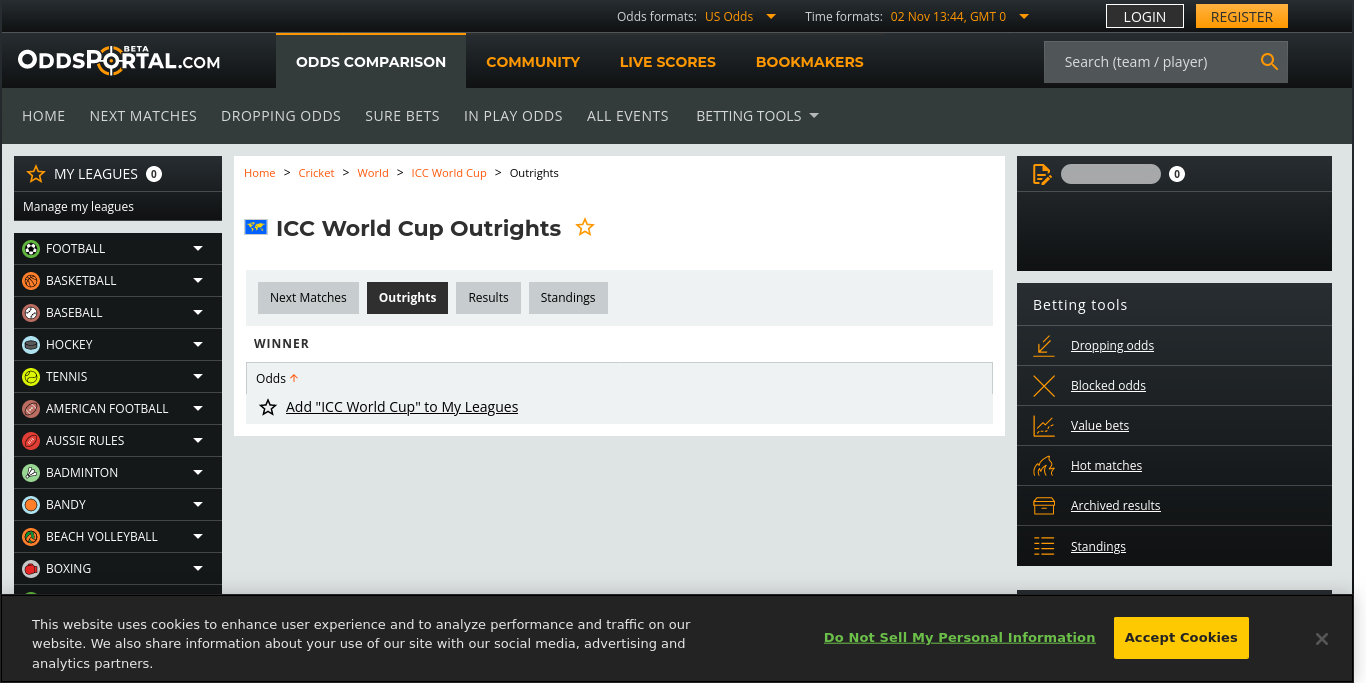 Odds formats: US Odds Time formats: 02 Nov 13:44, GMT 0 LOGIN REGISTER
ODDSPORTAL.COM BETA ODDS COMPARISON COMMUNITY LIVE SCORES BOOKMAKERS Search (team / player)
HOME NEXT MATCHES DROPPING ODDS SURE BETS IN PLAY ODDS ALL EVENTS BETTING TOOLS
MY LEAGUES 0
Manage my leagues
FOOTBALL
BASKETBALL
BASEBALL
HOCKEY
TENNIS
AMERICAN FOOTBALL
AUSSIE RULES
BADMINTON
BANDY
BEACH VOLLEYBALL
BOXING
Home > Cricket > World > ICC World Cup > Outrights
ICC World Cup Outrights
Next Matches Outrights Results Standings
WINNER
Odds
Add "ICC World Cup" to My Leagues
0
Betting tools
Dropping odds
Blocked odds
Value bets
Hot matches
Archived results
Standings
This website uses cookies to enhance user experience and to analyze performance and traffic on our
website. We also share information about your use of our site with our social media, advertising and
analytics partners.
Do Not Sell My Personal Information Accept Cookies